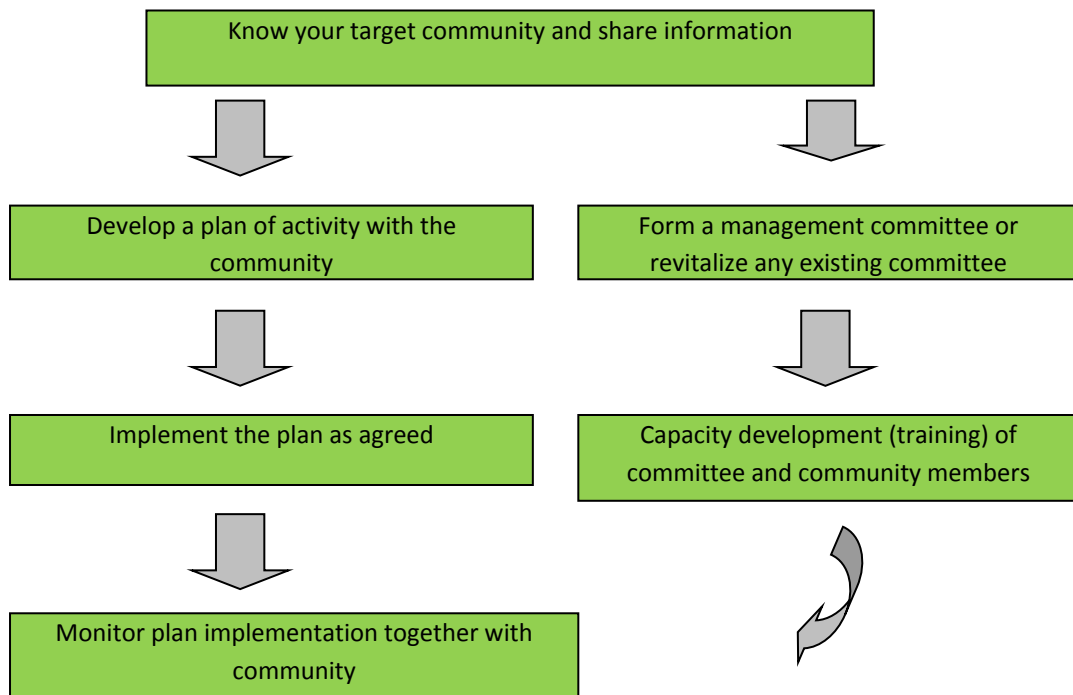 Know your target community and share information
Develop a plan of activity with the
community
Form a management committee or
revitalize any existing committee
Implement the plan as agreed
Capacity development (training) of
committee and community members
Monitor plan implementation together with
community